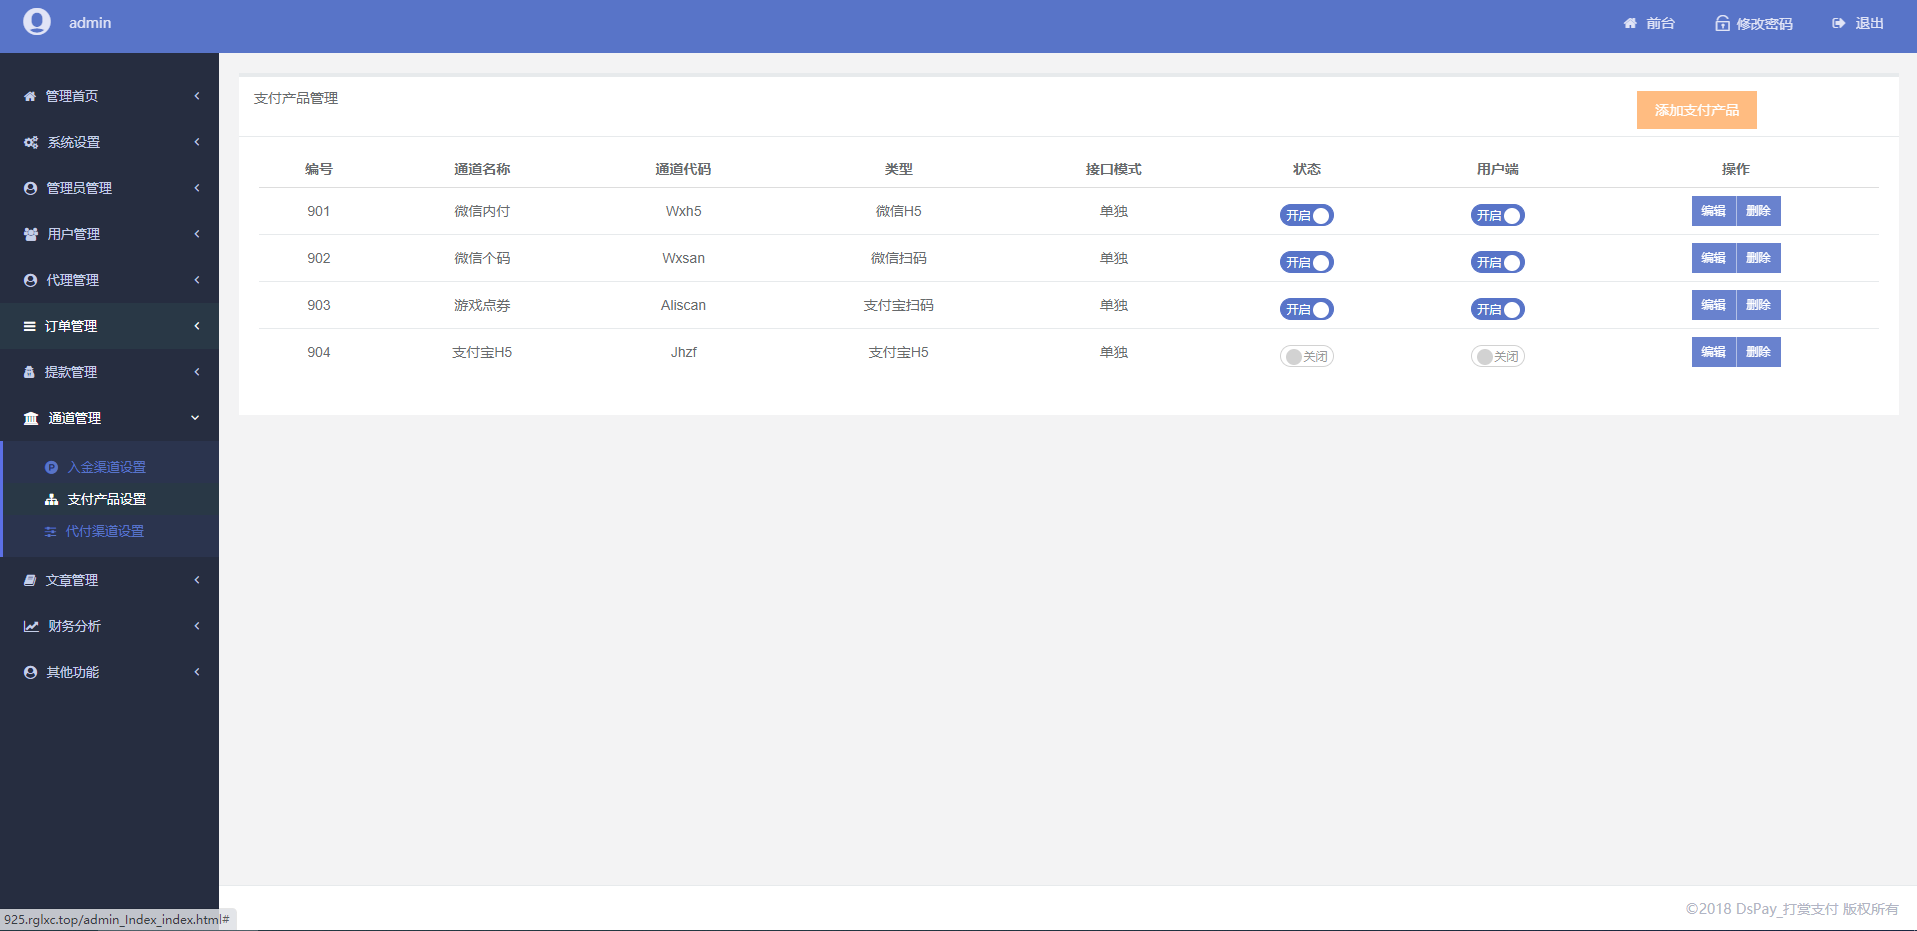 admin
前台
修改密码
退出
管理首页
系统设置
管理员管理
用户管理
代理管理
订单管理
提款管理
通道管理
入金渠道设置
支付产品设置
代付渠道设置
文章管理
财务分析
其他功能
支付产品管理
添加支付产品
编号 通道名称 通道代码 类型 接口模式 状态 用户端 操作
901 微信内付 Wxh5 微信H5 单独 开启 开启 编辑 删除
902 微信个码 Wxsan 微信扫码 单独 开启 开启 编辑 删除
903 游戏点券 Aliscan 支付宝扫码 单独 开启 开启 编辑 删除
904 支付宝H5 Jhzf 支付宝H5 单独 关闭 关闭 编辑 删除
©2018 DsPay_打赏支付 版权所有
925.rglxc.top/admin_Index_index.html#